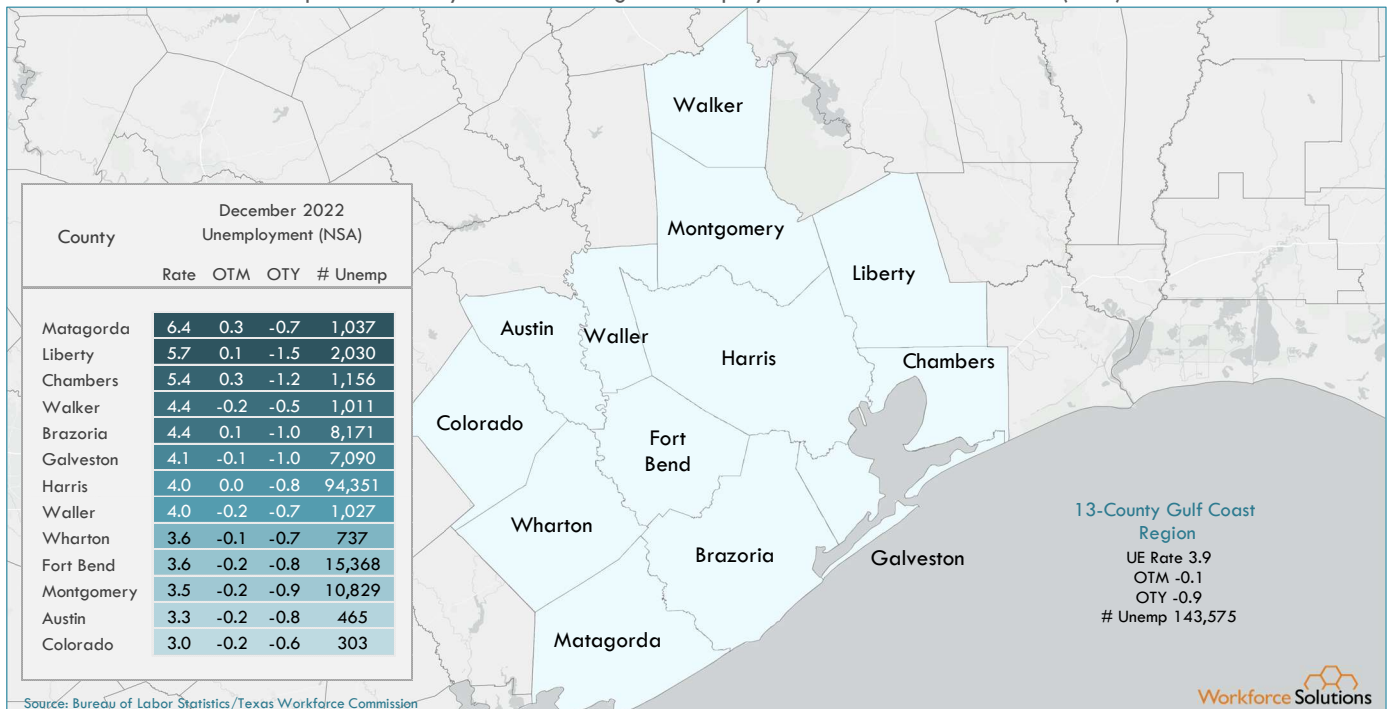 County
December 2022
Unemployment (NSA)
Rate OTM OTY # Unemp
Matagorda 6.4 0.3 -0.7 1,037
Liberty 5.7 0.1 -1.5 2,030
Chambers 5.4 0.3 -1.2 1,156
Walker 4.4 -0.2 -0.5 1,011
Brazoria 4.4 0.1 -1.0 8,171
Galveston 4.1 -0.1 -1.0 7,090
Harris 4.0 0.0 -0.8 94,351
Waller 4.0 -0.2 -0.7 1,027
Wharton 3.6 -0.1 -0.7 737
Fort Bend 3.6 -0.2 -0.8 15,368
Montgomery 3.5 -0.2 -0.9 10,829
Austin 3.3 -0.2 -0.8 465
Colorado 3.0 -0.2 -0.6 303
Source: Bureau of Labor Statistics/Texas Workforce Commission
Walker
Montgomery
Liberty
Austin
Waller
Harris
Chambers
Colorado
Fort
Bend
Wharton
Brazoria
Galveston
Matagorda
13-County Gulf Coast
Region
UE Rate 3.9
OTM -0.1
OTY -0.9
# Unemp 143,575
Workforce Solutions